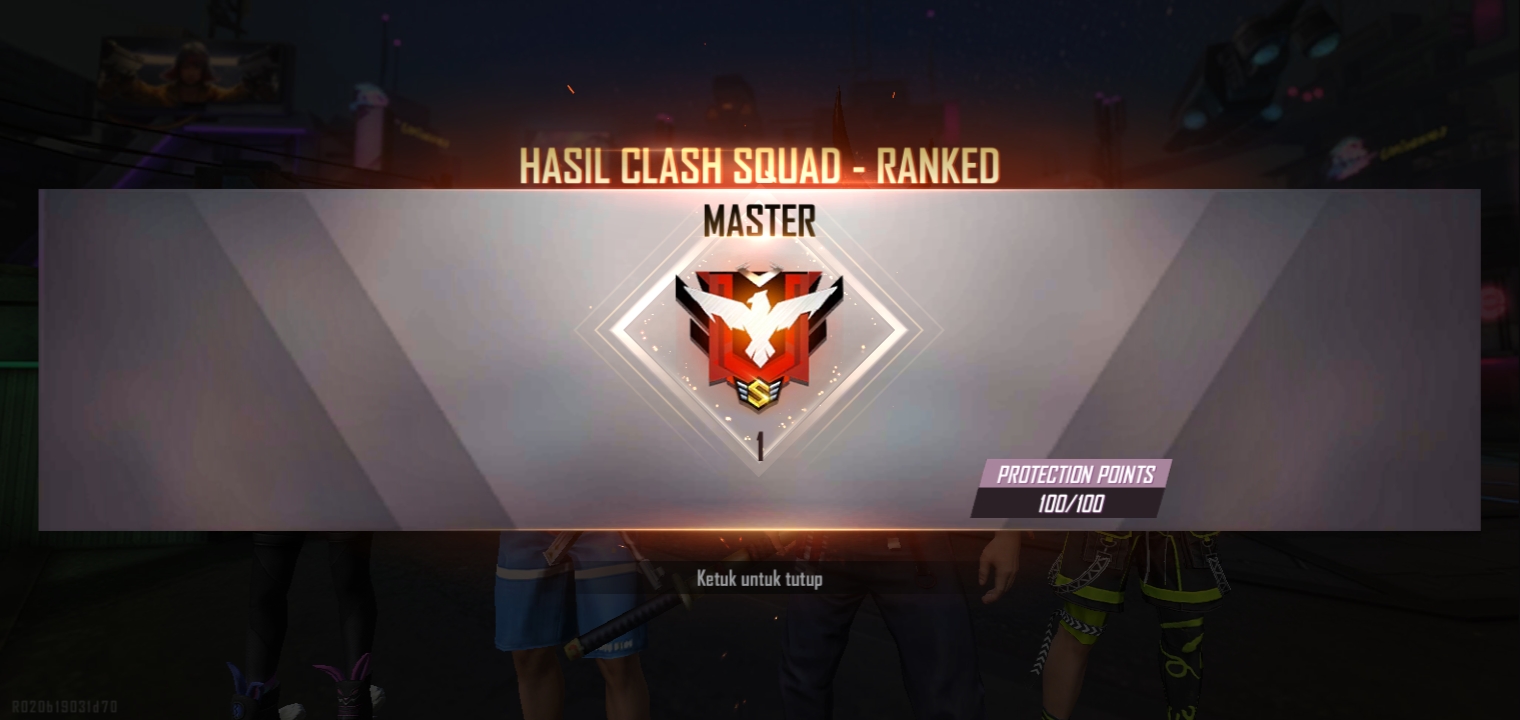 HASIL CLASH SQUAD - RANKED
MASTER
S
1
PROTECTION POINTS
100/100
Ketuk untuk tutup